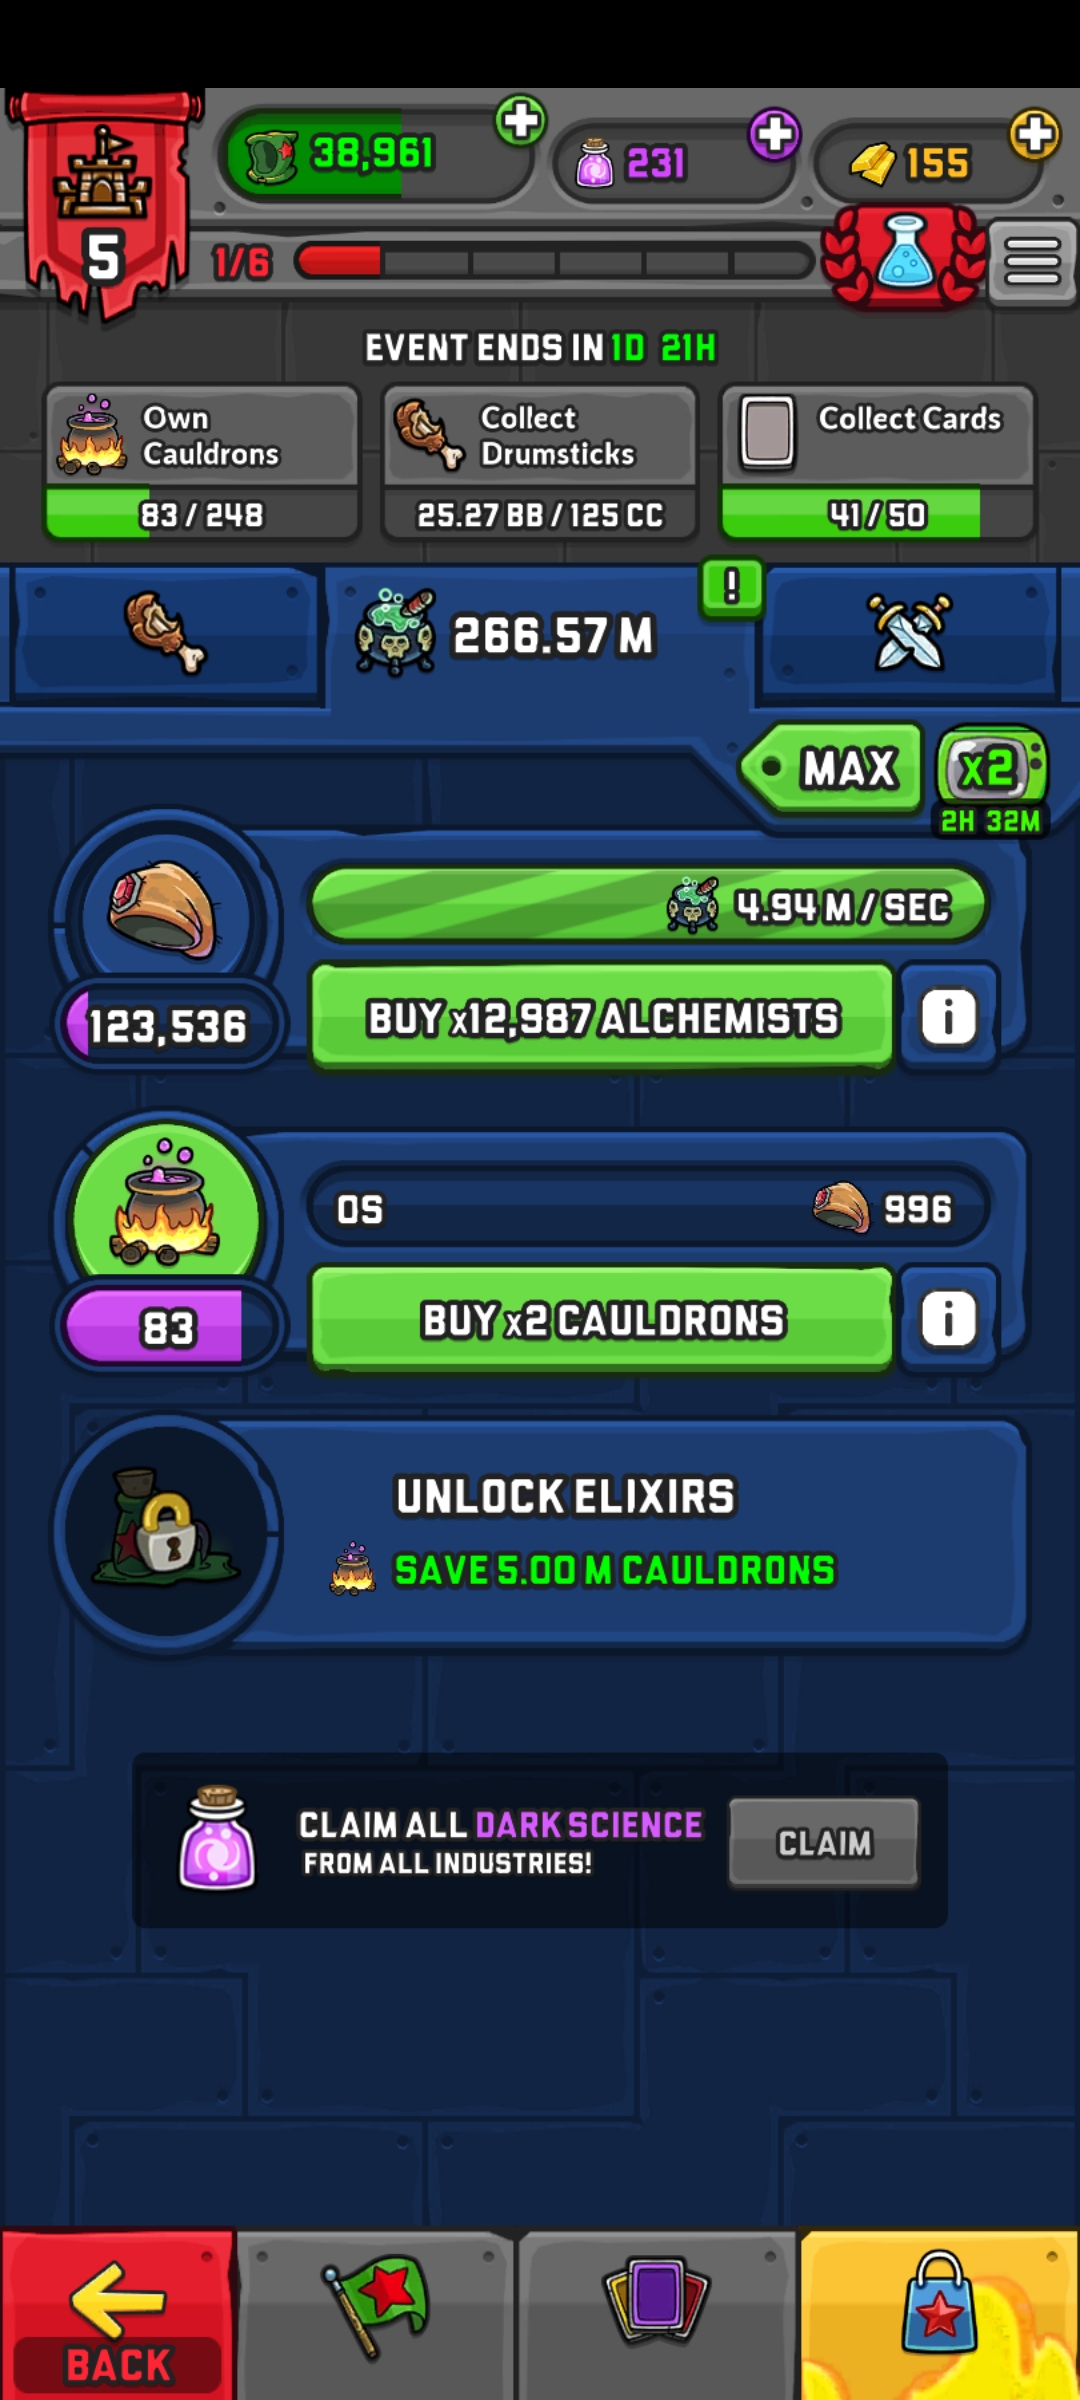 38,961
231
155
5
1/6
EVENT ENDS IN 1D 21H
Own
Cauldrons
83 / 248
Collect
Drumsticks
25.27 BB / 125 CC
Collect Cards
41 / 50
266.57 M
!
MAX
x2
2H 32M
4.94 M / SEC
123,536
BUY x12,987 ALCHEMISTS
i
0S
996
83
BUY x2 CAULDRONS
i
UNLOCK ELIXIRS
SAVE 5.00 M CAULDRONS
CLAIM ALL DARK SCIENCE
FROM ALL INDUSTRIES!
CLAIM
BACK